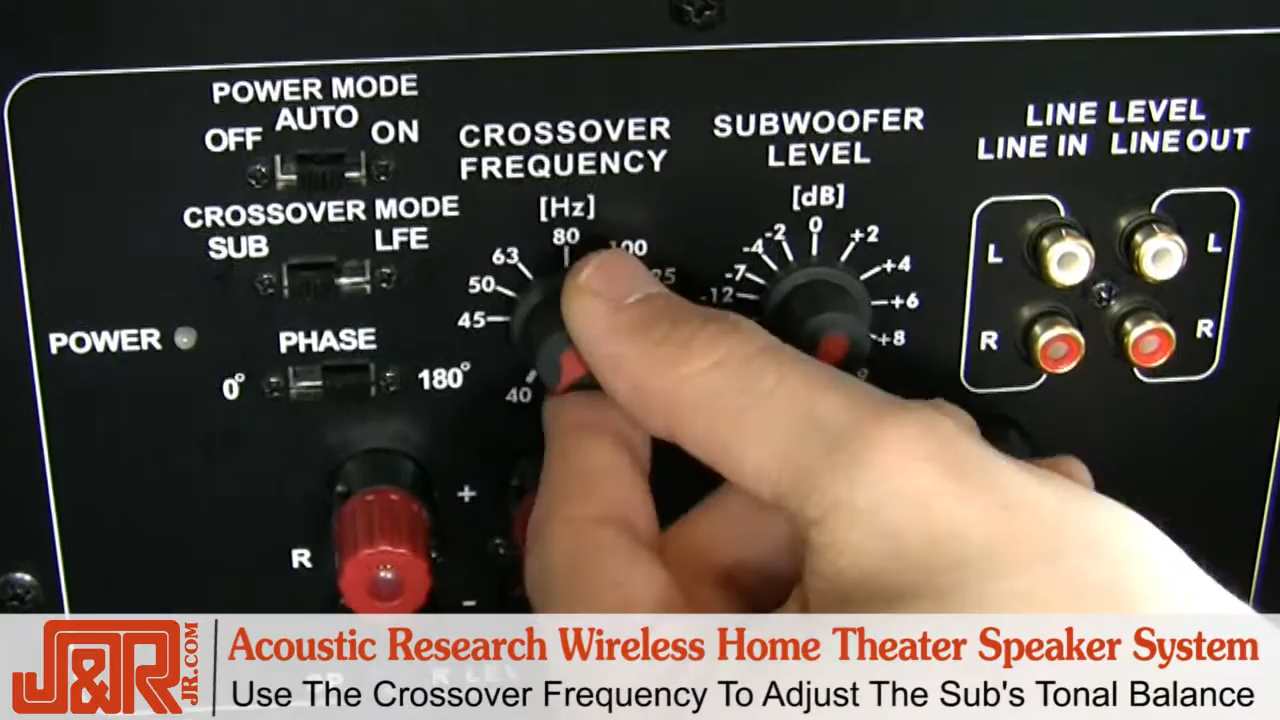 POWER MODE
OFF AUTO ON
CROSSOVER MODE
SUB LFE
POWER
PHASE
0° 180°
CROSSOVER
FREQUENCY
[Hz]
40 45 50 63 80 100
SUBWOOFER
LEVEL
[dB]
-12 -7 -4 -2 0 +2 +4 +6 +8
LINE LEVEL
LINE IN LINE OUT
L L
R R
R + -
J&R
JR.COM
Acoustic Research Wireless Home Theater Speaker System
Use The Crossover Frequency To Adjust The Sub's Tonal Balance